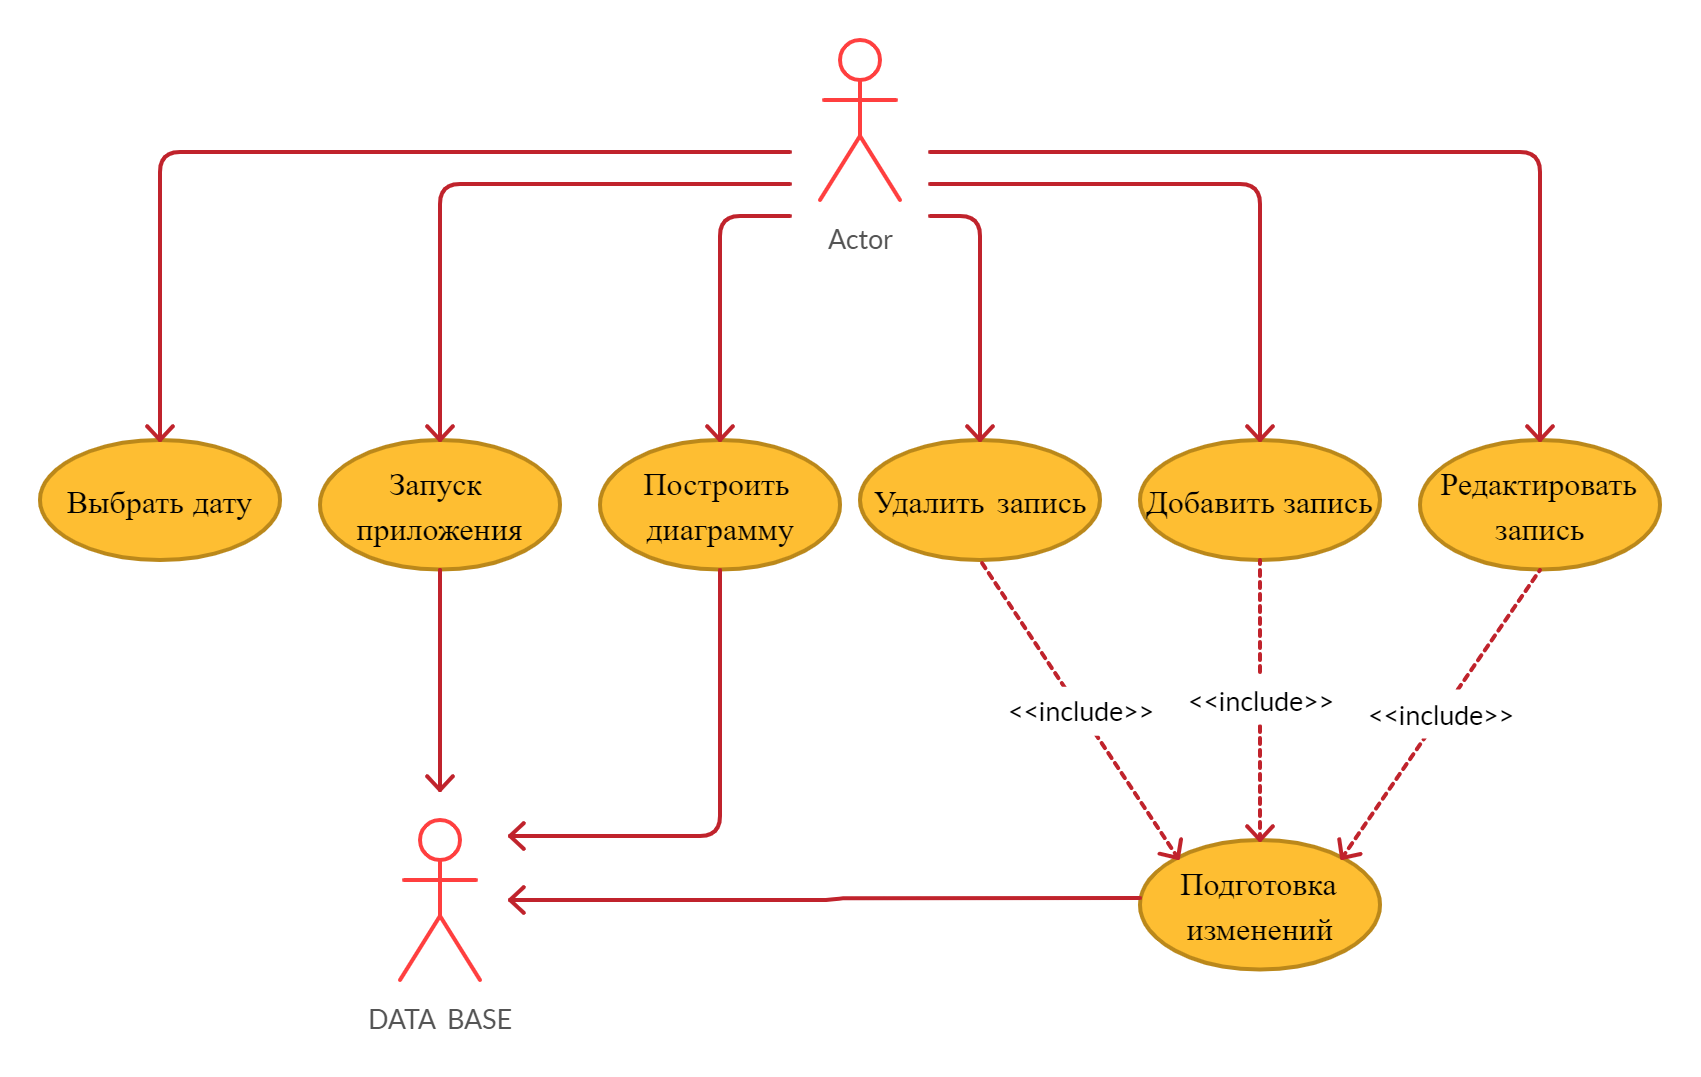 Actor
Выбрать дату
Запуск
приложения
Построить
диаграмму
Удалить запись
Добавить запись
Редактировать
запись
<<include>>
<<include>>
<<include>>
Подготовка
изменений
DATA BASE